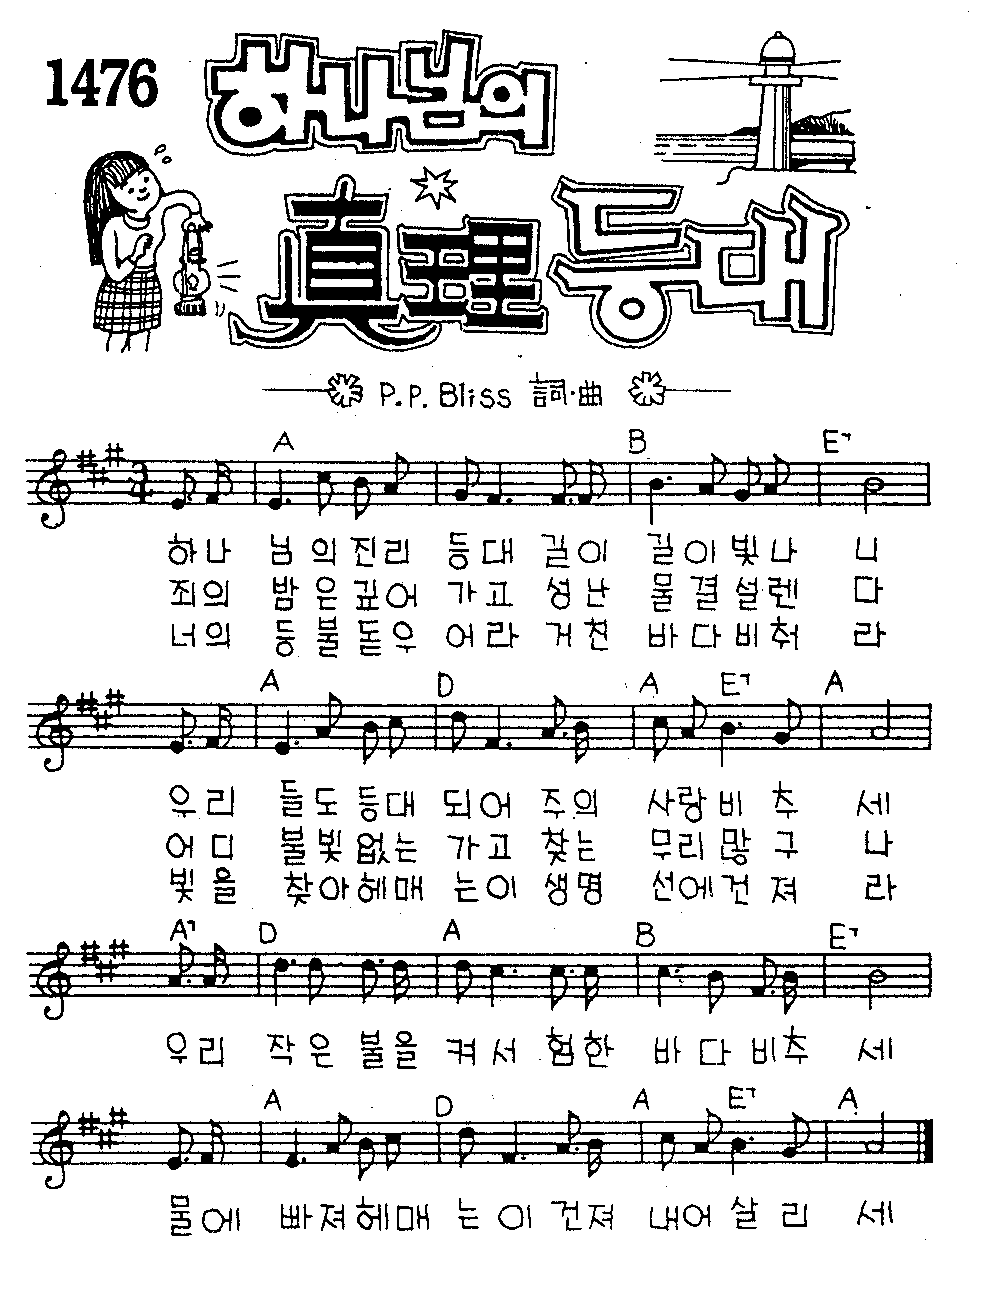 1476
하나님의
眞理등대
P.P. Bliss 詞·曲
A B E7
하나 님의진리 등대 길이 길이빛나 니
죄의 밤은깊어 가고 성난 물결설렌 다
너의 등불돋우 어라 거친 바다비춰 라
A D A E7 A
우리 들도등대 되어 주의 사랑비추 세
어디 불빛없는 가고 찾는 무리많구 나
빛을 찾아헤매 는이 생명 선에건져 라
A7 D A B E7
우리 작은불을 켜서 험한 바다비추 세
A D A E7 A
물에 빠져헤매 는이 건져 내어살리 세